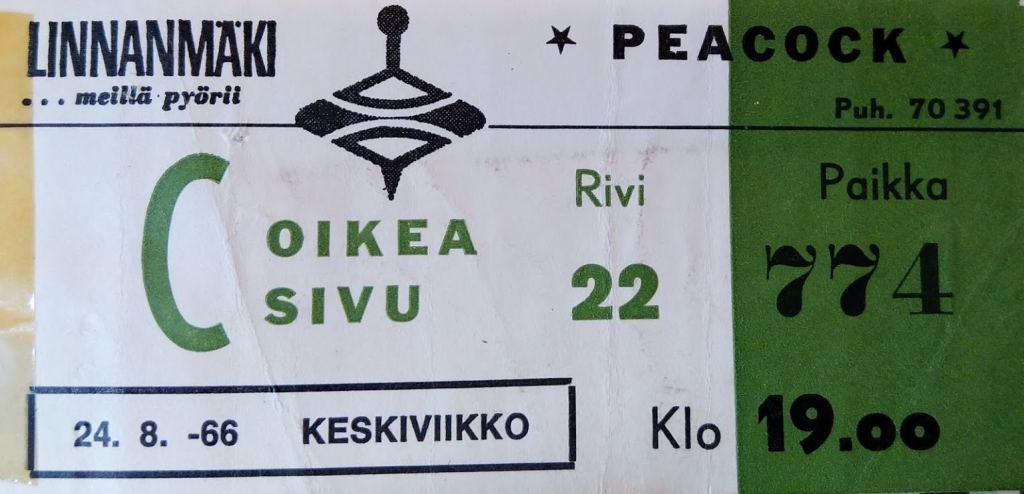 LINNANMÄKI
... meillä pyörii
★ PEACOCK ★
Puh. 70 391
C OIKEA
SIVU
Rivi
22
Paikka
774
24. 8. -66 KESKIVIIKKO
Klo 19.00